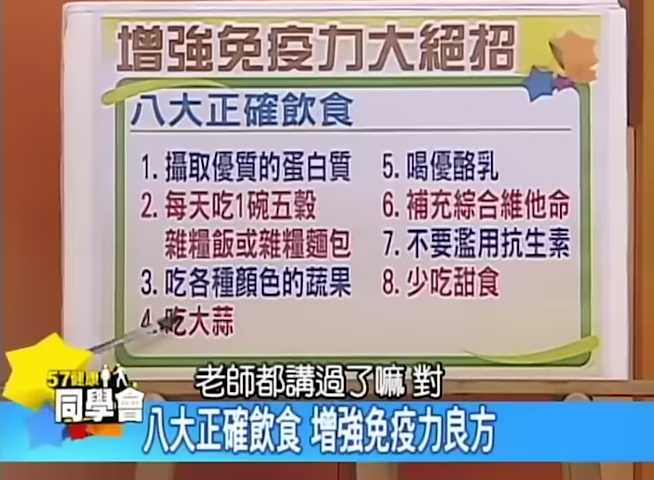 增強免疫力大絕招
八大正確飲食
1. 攝取優質的蛋白質
2. 每天吃1碗五穀
雜糧飯或雜糧麵包
3. 吃各種顏色的蔬果
4. 吃大蒜
5. 喝優酪乳
6. 補充綜合維他命
7. 不要濫用抗生素
8. 少吃甜食
老師都講過了嘛 對
57健康
同學會
八大正確飲食 增強免疫力良方